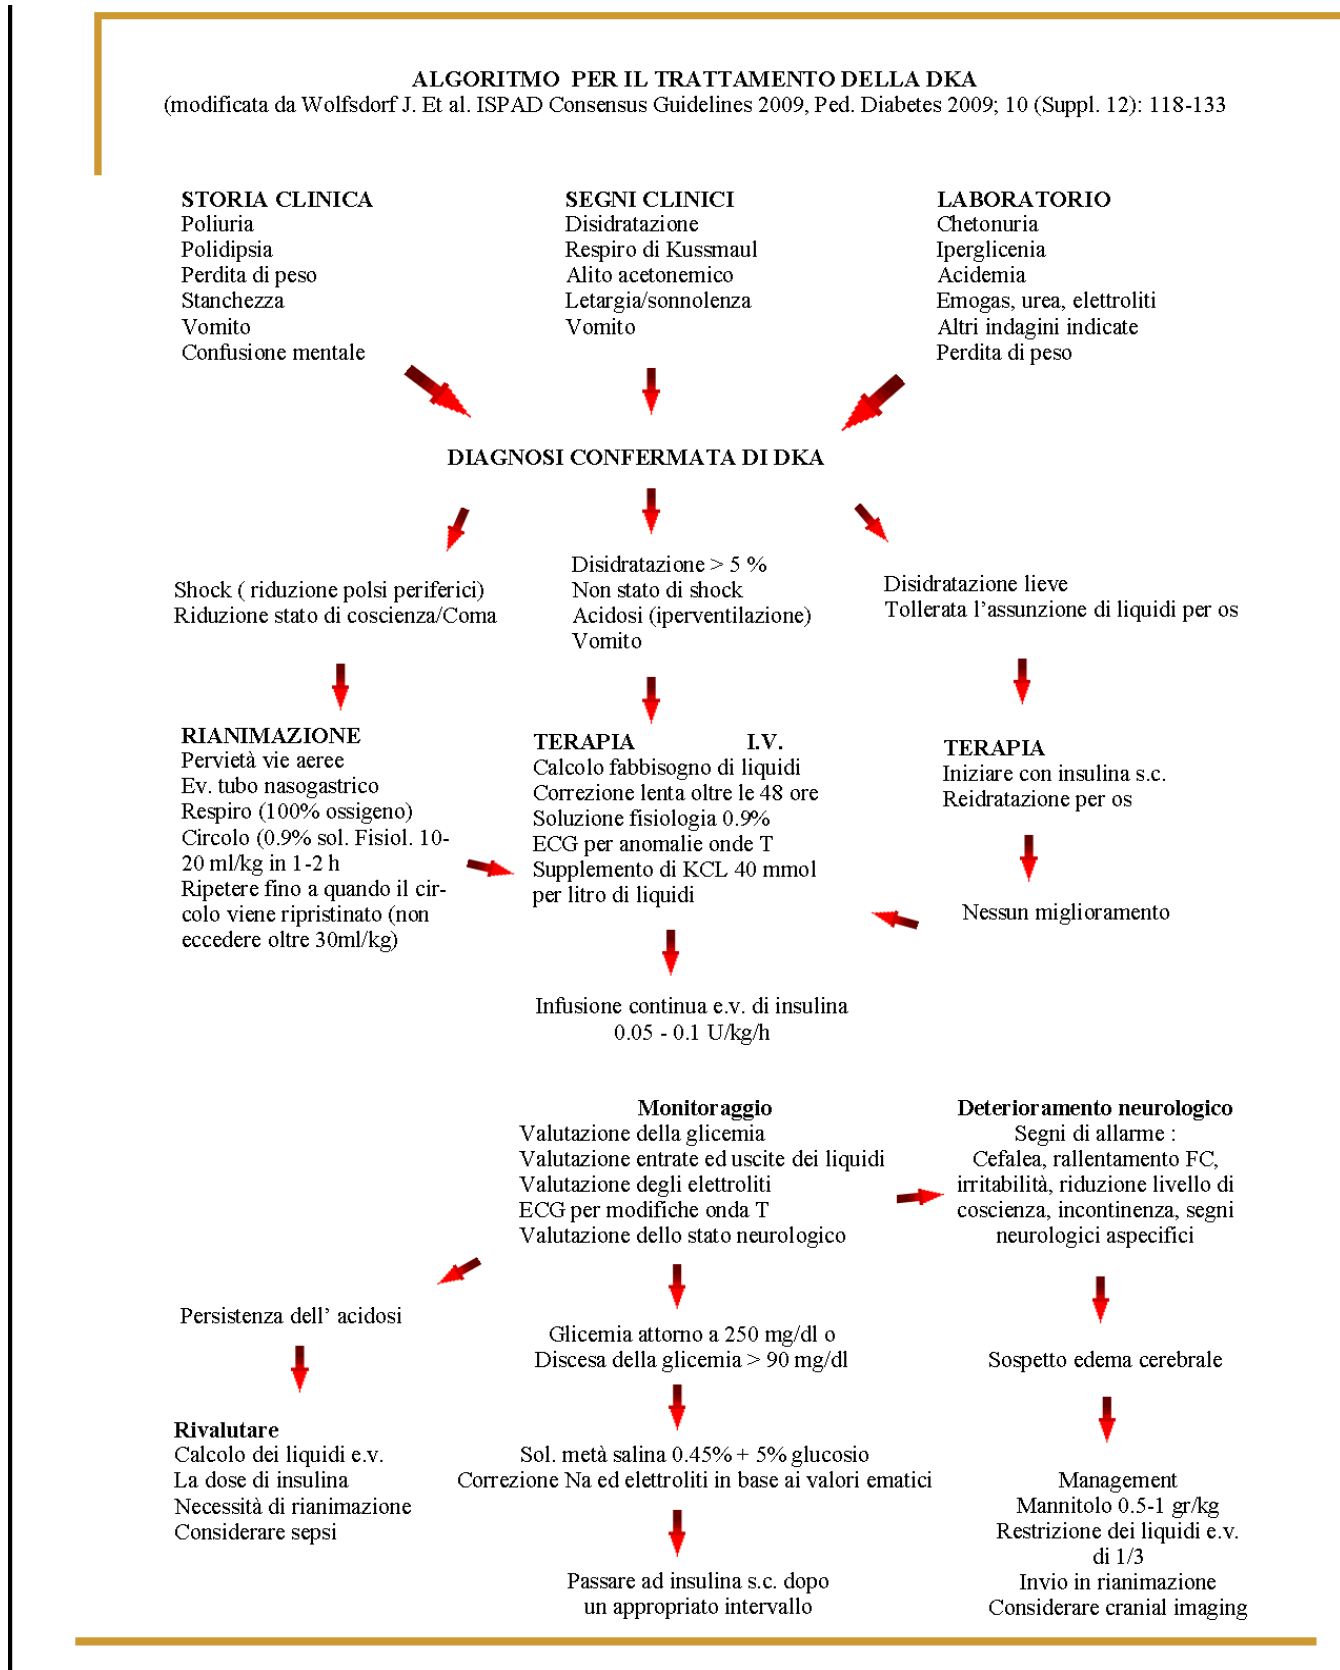 ALGORITMO PER IL TRATTAMENTO DELLA DKA
(modificata da Wolfsdorf J. Et al. ISPAD Consensus Guidelines 2009, Ped. Diabetes 2009; 10 (Suppl. 12): 118-133
STORIA CLINICA
Poliuria
Polidipsia
Perdita di peso
Stanchezza
Vomito
Confusione mentale
SEGNI CLINICI
Disidratazione
Respiro di Kussmaul
Alito acetonemico
Letargia/sonnolenza
Vomito
LABORATORIO
Chetonuria
Iperglicenia
Acidemia
Emogas, urea, elettroliti
Altri indagini indicate
Perdita di peso
DIAGNOSI CONFERMATA DI DKA
Shock ( riduzione polsi periferici)
Riduzione stato di coscienza/Coma
Disidratazione > 5 %
Non stato di shock
Acidosi (iperventilazione)
Vomito
Disidratazione lieve
Tollerata l’assunzione di liquidi per os
RIANIMAZIONE
Pervietà vie aeree
Ev. tubo nasogastrico
Respiro (100% ossigeno)
Circolo (0.9% sol. Fisiol. 10-
20 ml/kg in 1-2 h
Ripetere fino a quando il cir-
colo viene ripristinato (non
eccedere oltre 30ml/kg)
TERAPIA I.V.
Calcolo fabbisogno di liquidi
Correzione lenta oltre le 48 ore
Soluzione fisiologia 0.9%
ECG per anomalie onde T
Supplemento di KCL 40 mmol
per litro di liquidi
TERAPIA
Iniziare con insulina s.c.
Reidratazione per os
Nessun miglioramento
Infusione continua e.v. di insulina
0.05 - 0.1 U/kg/h
Monitoraggio
Valutazione della glicemia
Valutazione entrate ed uscite dei liquidi
Valutazione degli elettroliti
ECG per modifiche onda T
Valutazione dello stato neurologico
Deterioramento neurologico
Segni di allarme :
Cefalea, rallentamento FC,
irritabilità, riduzione livello di
coscienza, incontinenza, segni
neurologici aspecifici
Persistenza dell’ acidosi
Glicemia attorno a 250 mg/dl o
Discesa della glicemia > 90 mg/dl
Sospetto edema cerebrale
Rivalutare
Calcolo dei liquidi e.v.
La dose di insulina
Necessità di rianimazione
Considerare sepsi
Sol. metà salina 0.45% + 5% glucosio
Correzione Na ed elettroliti in base ai valori ematici
Management
Mannitolo 0.5-1 gr/kg
Restrizione dei liquidi e.v.
di 1/3
Invio in rianimazione
Considerare cranial imaging
Passare ad insulina s.c. dopo
un appropriato intervallo